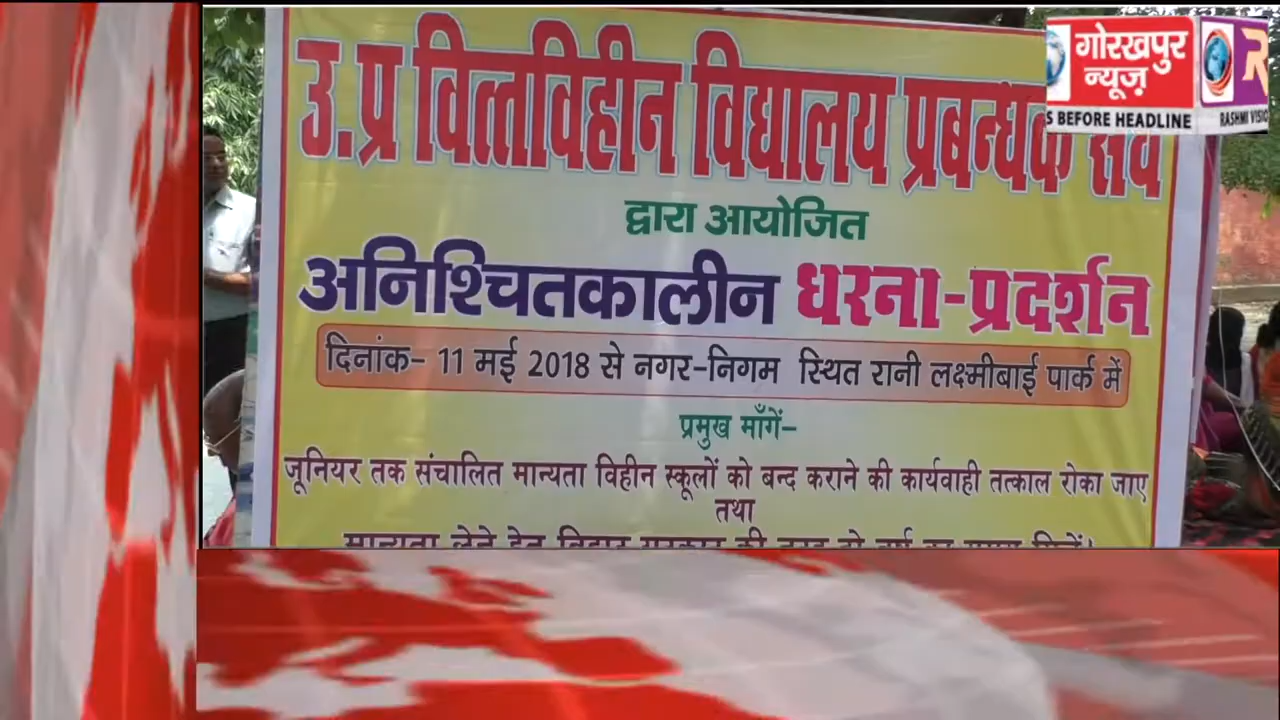 उ.प्र वित्तविहीन विद्यालय प्रबन्धक
द्वारा आयोजित
अनिश्चितकालीन धरना-प्रदर्शन
दिनांक- 11 मई 2018 से नगर-निगम स्थित रानी लक्ष्मीबाई पार्क में
प्रमुख माँगें-
जूनियर तक संचालित मान्यता विहीन स्कूलों को बन्द कराने की कार्यवाही तत्काल रोका जाए
तथा
गोरखपुर
न्यूज़
S BEFORE HEADLINE
R
RASHMI VISIO